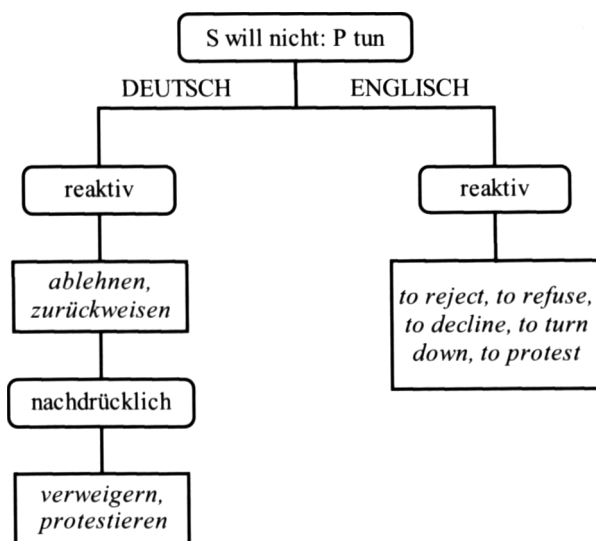 S will nicht: P tun
DEUTSCH
ENGLISCH
reaktiv
ablehnen,
zurückweisen
nachdrücklich
verweigern,
protestieren
reaktiv
to reject, to refuse,
to decline, to turn
down, to protest